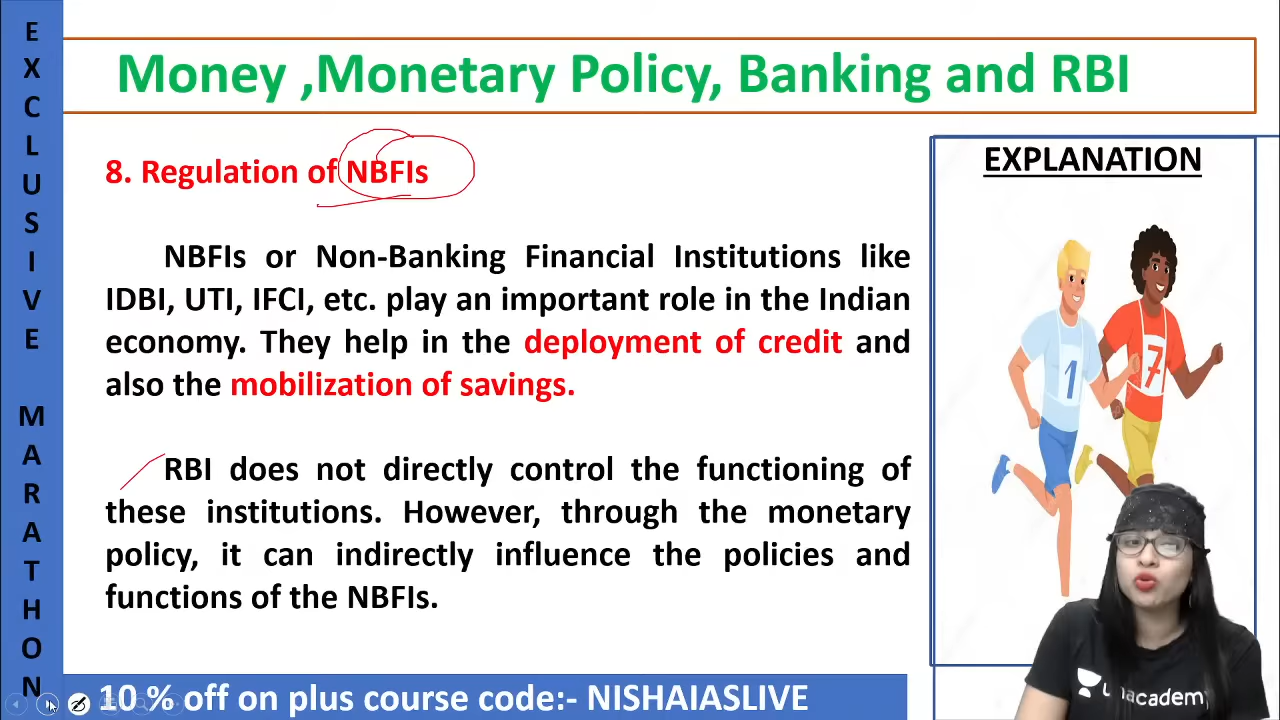 EXCLUSIVE MARATHON
Money ,Monetary Policy, Banking and RBI
8. Regulation of NBFIs
NBFIs or Non-Banking Financial Institutions like
IDBI, UTI, IFCI, etc. play an important role in the Indian
economy. They help in the deployment of credit and
also the mobilization of savings.
RBI does not directly control the functioning of
these institutions. However, through the monetary
policy, it can indirectly influence the policies and
functions of the NBFIs.
EXPLANATION
1
7
unacademy
10 % off on plus course code:- NISHAIASLIVE